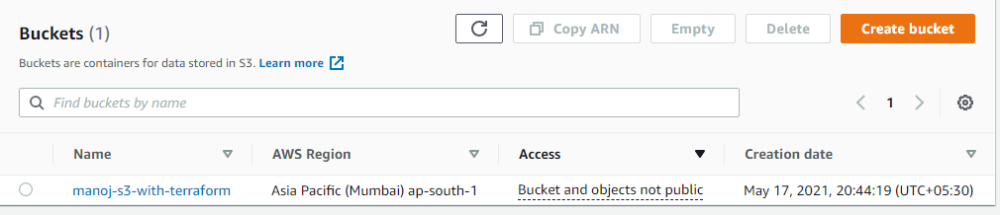 Buckets (1)
Copy ARN
Empty
Delete
Create bucket
Buckets are containers for data stored in S3. Learn more
Find buckets by name
1
Name AWS Region Access Creation date
manoj-s3-with-terraform Asia Pacific (Mumbai) ap-south-1 Bucket and objects not public May 17, 2021, 20:44:19 (UTC+05:30)